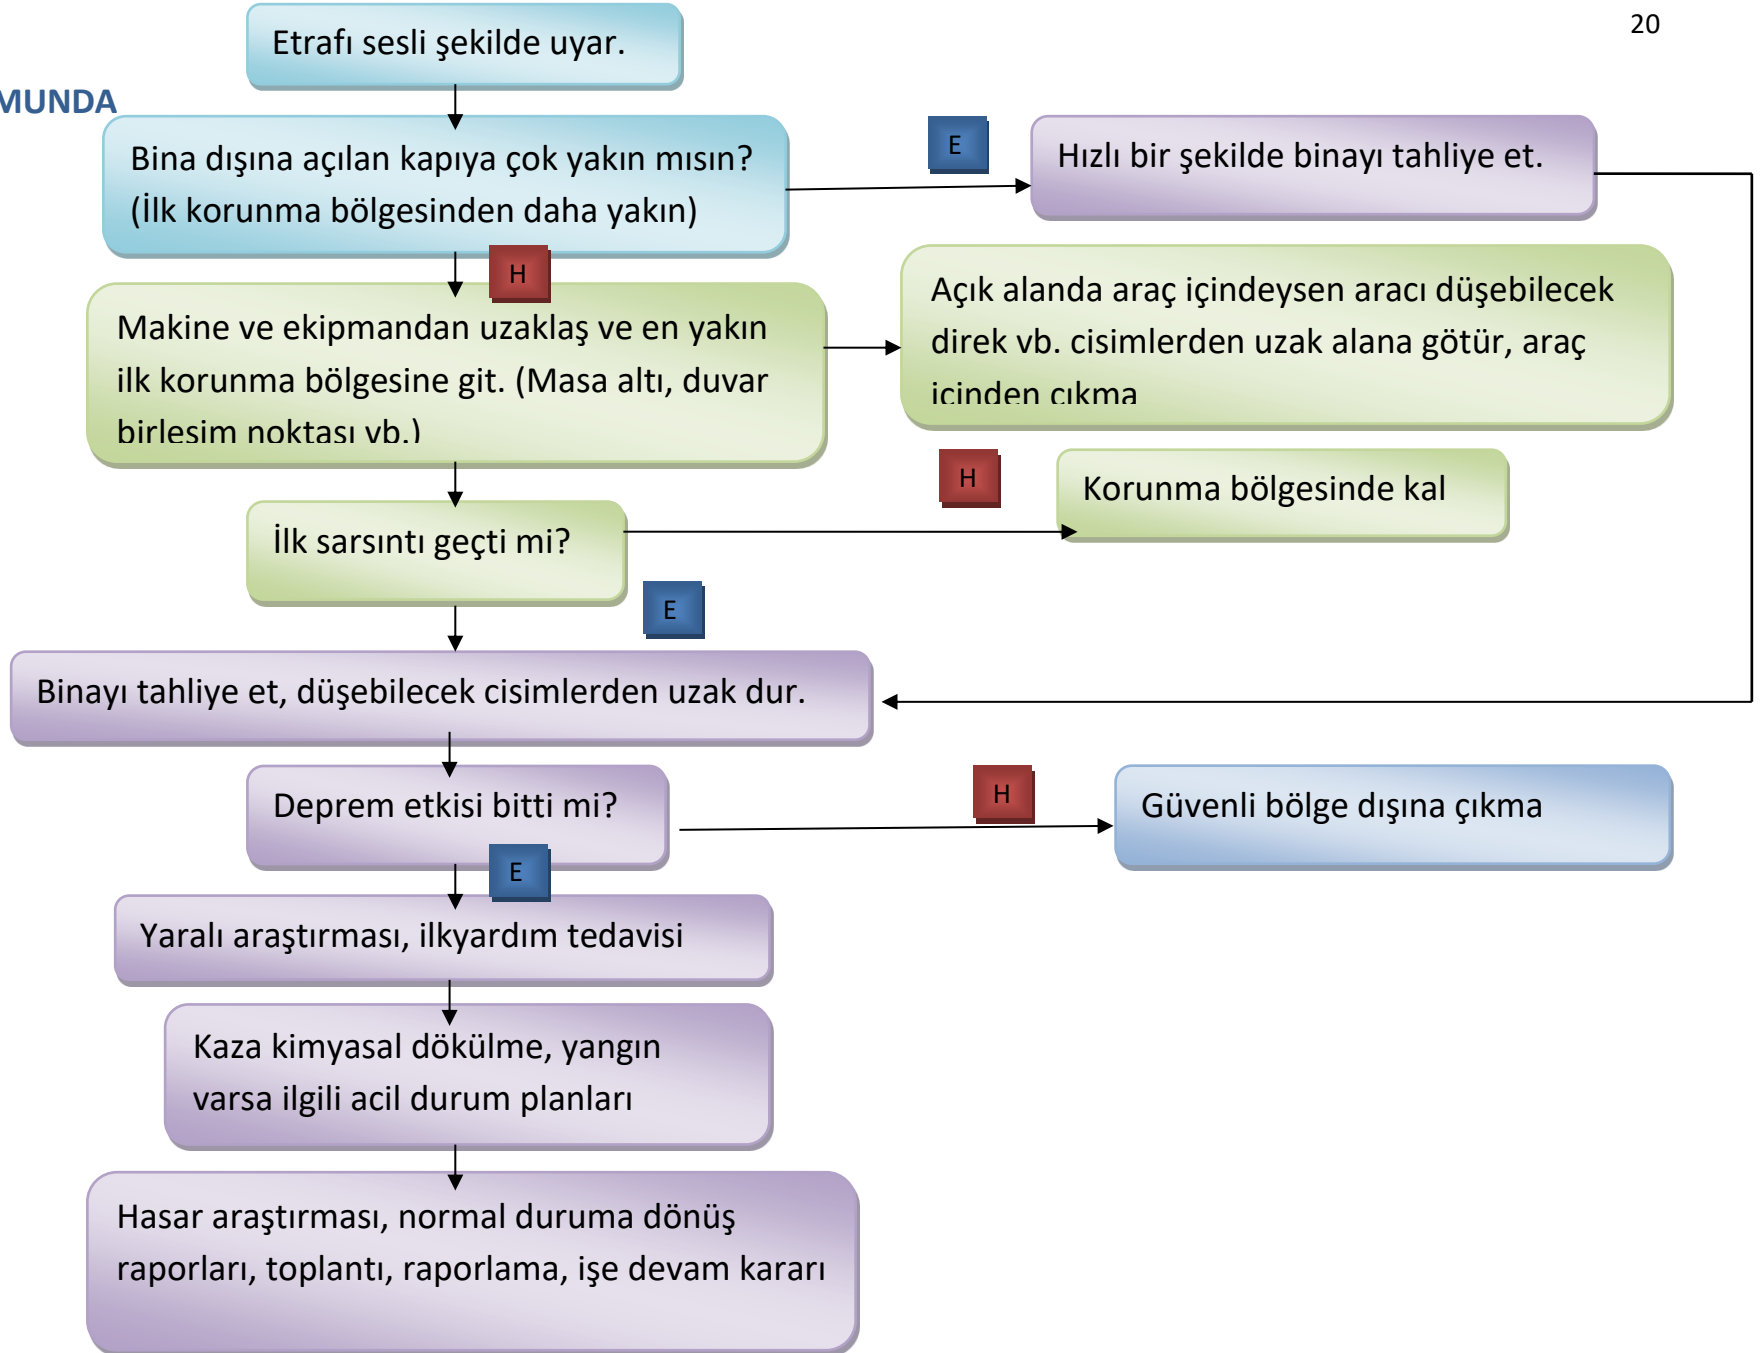 20
Etrafı sesli şekilde uyar.
MUNDA
Bina dışına açılan kapıya çok yakın mısın?
(İlk korunma bölgesinden daha yakın)
E
Hızlı bir şekilde binayı tahliye et.
H
Makine ve ekipmandan uzaklaş ve en yakın
ilk korunma bölgesine git. (Masa altı, duvar
birleşim noktası vb.)
Açık alanda araç içindeysen aracı düşebilecek
direk vb. cisimlerden uzak alana götür, araç
içinden çıkma
İlk sarsıntı geçti mi?
H
Korunma bölgesinde kal
E
Binayı tahliye et, düşebilecek cisimlerden uzak dur.
Deprem etkisi bitti mi?
H
Güvenli bölge dışına çıkma
E
Yaralı araştırması, ilkyardım tedavisi
Kaza kimyasal dökülme, yangın
varsa ilgili acil durum planları
Hasar araştırması, normal duruma dönüş
raporları, toplantı, raporlama, işe devam kararı